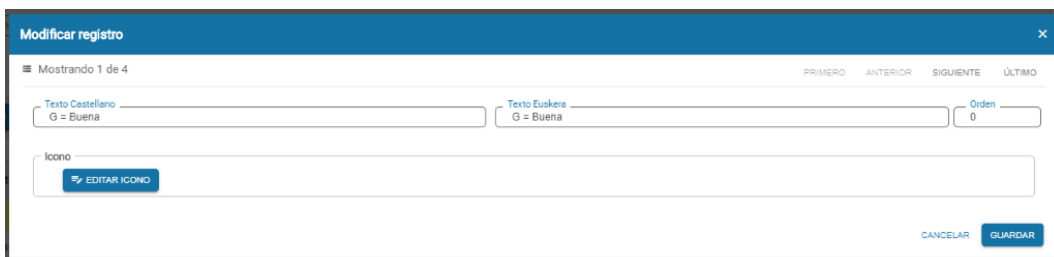 Modificar registro
×
Mostrando 1 de 4
PRIMERO ANTERIOR SIGUIENTE ÚLTIMO
Texto Castellano Texto Euskera Orden
G = Buena G = Buena 0
Icono
EDITAR ICONO
CANCELAR GUARDAR